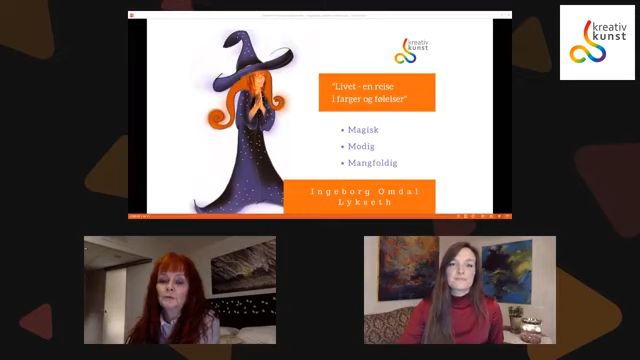 kreativ
kunst
kreativ
kunst
"Livet - en reise
i farger og følelser"
• Magisk
• Modig
• Mangfoldig
Ingeborg Omdal
Lykseth